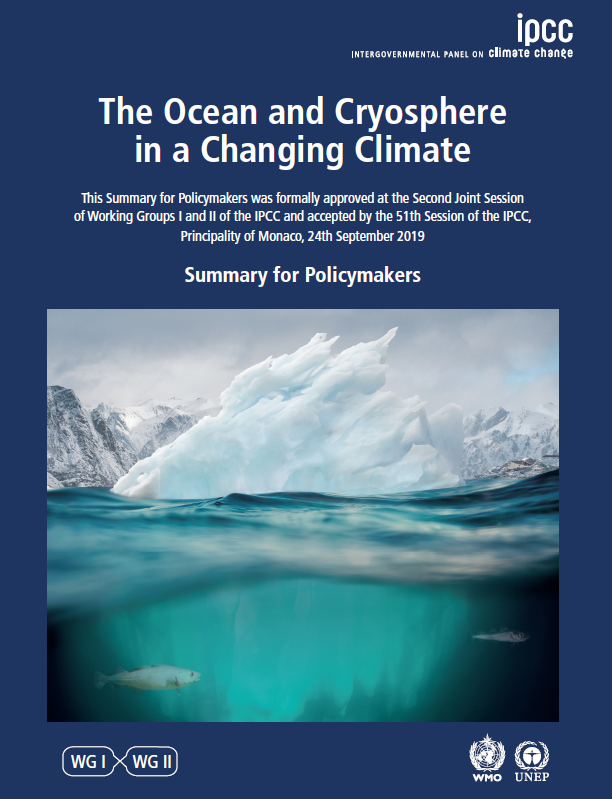 ipcc
INTERGOVERNMENTAL PANEL ON climate change
The Ocean and Cryosphere
in a Changing Climate
This Summary for Policymakers was formally approved at the Second Joint Session
of Working Groups I and II of the IPCC and accepted by the 51th Session of the IPCC,
Principality of Monaco, 24th September 2019
Summary for Policymakers
WG I WG II
WMO UNEP